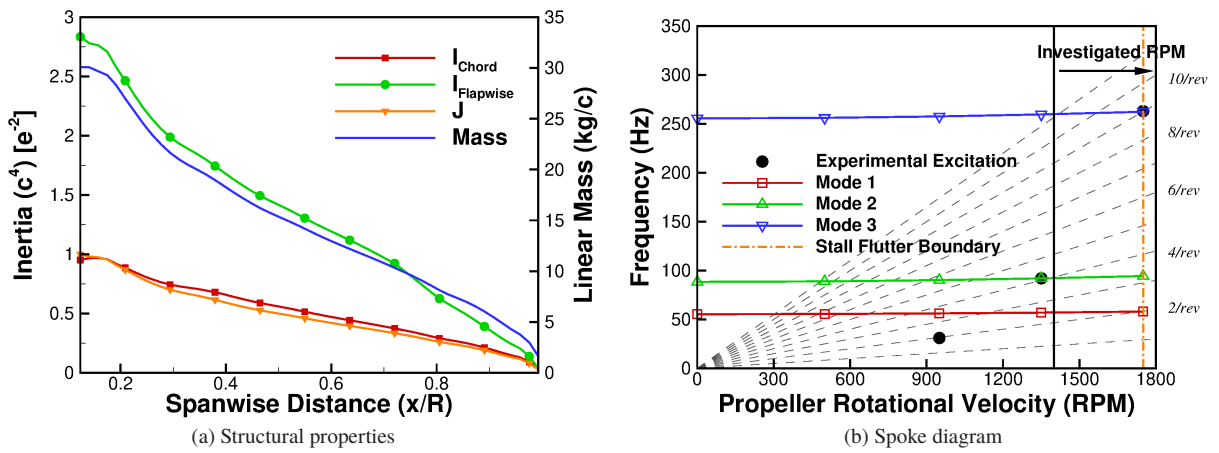 3
2.5
2
1.5
1
0.5
0
35
30
25
20
15
10
5
0
0.2
0.4
0.6
0.8
Inertia (c⁴) [e⁻²]
Linear Mass (kg/c)
I_Chord
I_Flapwise
J
Mass
Spanwise Distance (x/R)
(a) Structural properties
350
300
250
200
150
100
50
0
0
300
600
900
1200
1500
1800
Frequency (Hz)
Investigated RPM
10/rev
8/rev
6/rev
4/rev
2/rev
Experimental Excitation
Mode 1
Mode 2
Mode 3
Stall Flutter Boundary
Propeller Rotational Velocity (RPM)
(b) Spoke diagram